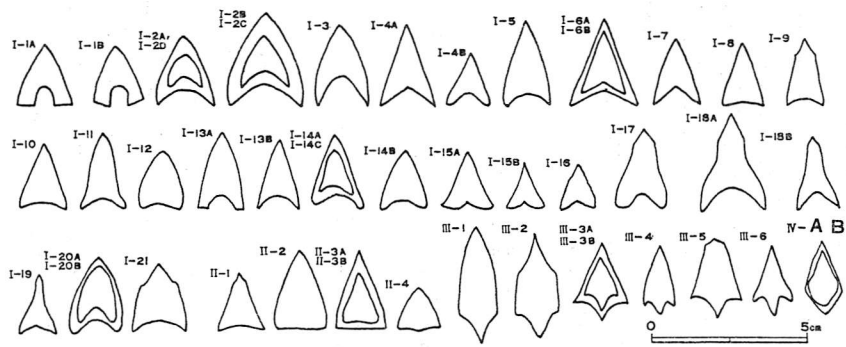 I-1A
I-1B
I-2A,
I-2D
I-2B
I-2C
I-3
I-4A
I-4B
I-5
I-6A
I-6B
I-7
I-8
I-9
I-10
I-11
I-12
I-13A
I-13B
I-14A
I-14C
I-14B
I-15A
I-15B
I-16
I-17
I-18A
I-18B
I-19
I-20A
I-20B
I-21
II-1
II-2
II-3A
II-3B
II-4
III-1
III-2
III-3A
III-3B
III-4
III-5
III-6
IV-A B
0 5cm